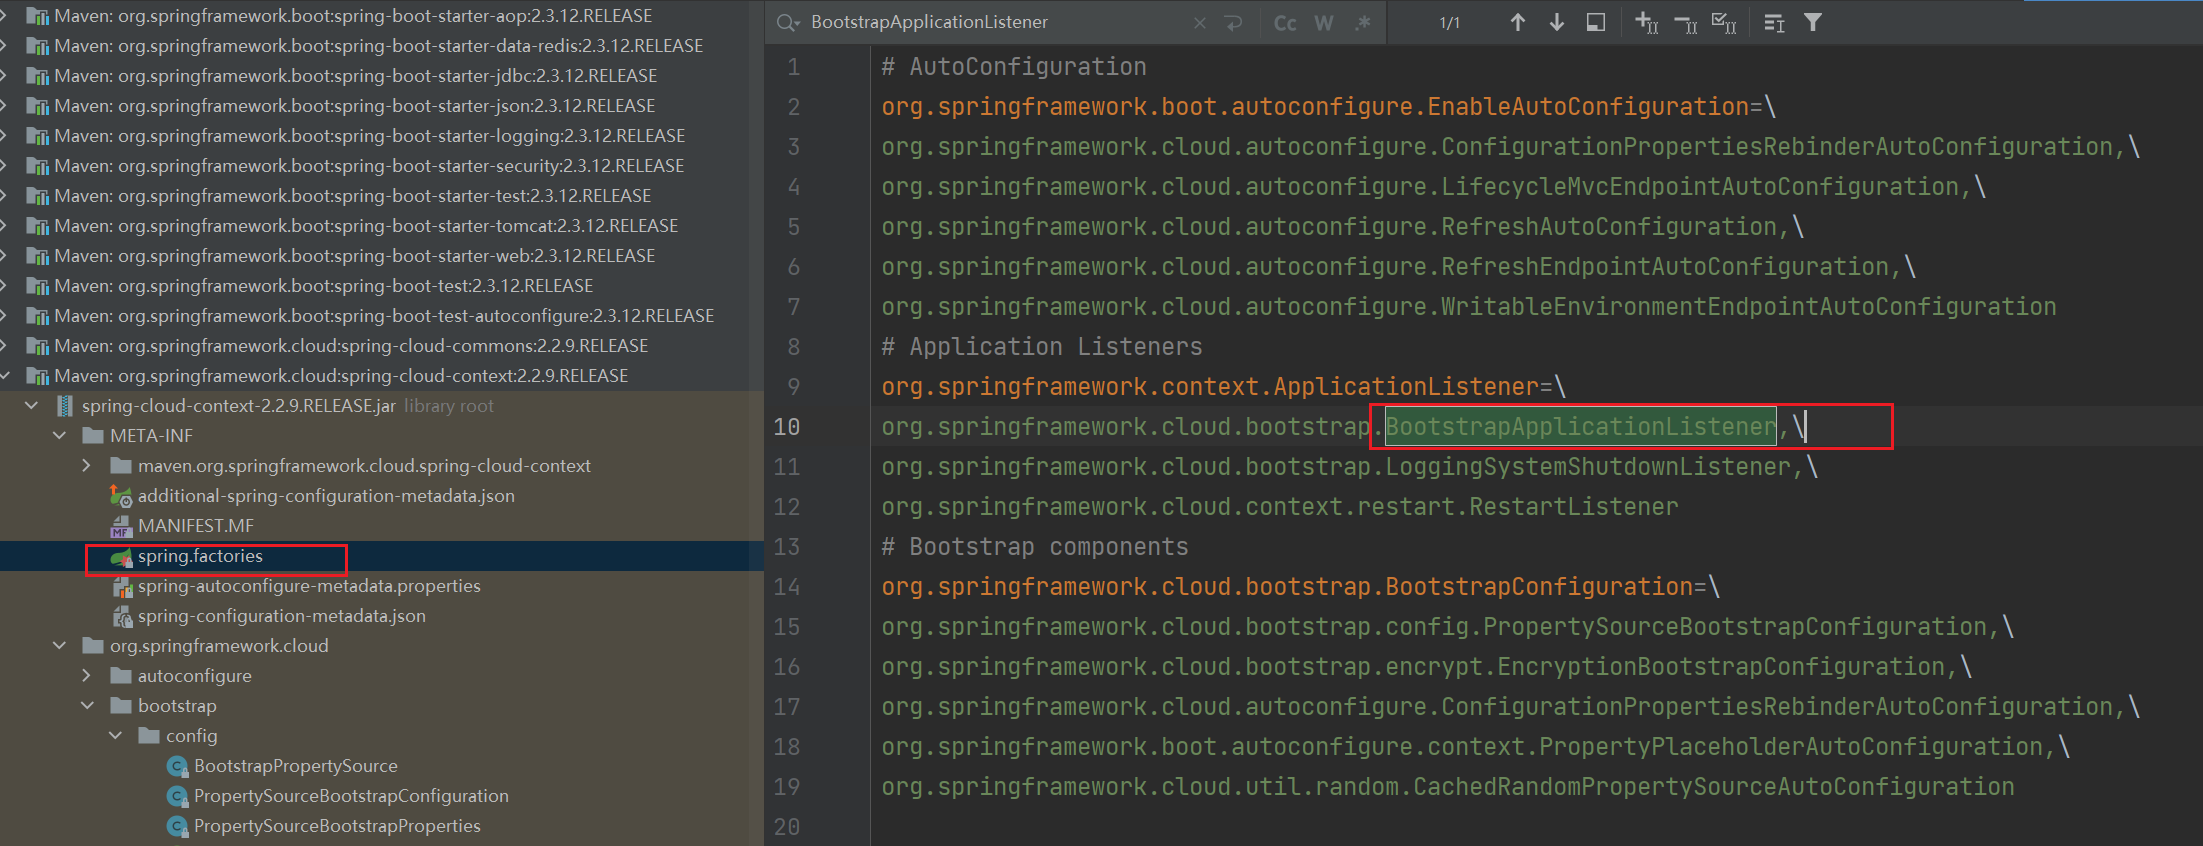 Maven: org.springframework.boot:spring-boot-starter-aop:2.3.12.RELEASE
Maven: org.springframework.boot:spring-boot-starter-data-redis:2.3.12.RELEASE
Maven: org.springframework.boot:spring-boot-starter-jdbc:2.3.12.RELEASE
Maven: org.springframework.boot:spring-boot-starter-json:2.3.12.RELEASE
Maven: org.springframework.boot:spring-boot-starter-logging:2.3.12.RELEASE
Maven: org.springframework.boot:spring-boot-starter-security:2.3.12.RELEASE
Maven: org.springframework.boot:spring-boot-starter-test:2.3.12.RELEASE
Maven: org.springframework.boot:spring-boot-starter-tomcat:2.3.12.RELEASE
Maven: org.springframework.boot:spring-boot-starter-web:2.3.12.RELEASE
Maven: org.springframework.boot:spring-boot-test:2.3.12.RELEASE
Maven: org.springframework.boot:spring-boot-test-autoconfigure:2.3.12.RELEASE
Maven: org.springframework.cloud:spring-cloud-commons:2.2.9.RELEASE
Maven: org.springframework.cloud:spring-cloud-context:2.2.9.RELEASE
spring-cloud-context-2.2.9.RELEASE.jar library root
META-INF
maven.org.springframework.cloud.spring-cloud-context
additional-spring-configuration-metadata.json
MF MANIFEST.MF
spring.factories
spring-autoconfigure-metadata.properties
spring-configuration-metadata.json
org.springframework.cloud
autoconfigure
bootstrap
config
C BootstrapPropertySource
C PropertySourceBootstrapConfiguration
C PropertySourceBootstrapProperties
BootstrapApplicationListener Cc W .* 1/1
1 # AutoConfiguration
2 org.springframework.boot.autoconfigure.EnableAutoConfiguration=\
3 org.springframework.cloud.autoconfigure.ConfigurationPropertiesRebinderAutoConfiguration,\
4 org.springframework.cloud.autoconfigure.LifecycleMvcEndpointAutoConfiguration,\
5 org.springframework.cloud.autoconfigure.RefreshAutoConfiguration,\
6 org.springframework.cloud.autoconfigure.RefreshEndpointAutoConfiguration,\
7 org.springframework.cloud.autoconfigure.WritableEnvironmentEndpointAutoConfiguration
8 # Application Listeners
9 org.springframework.context.ApplicationListener=\
10 org.springframework.cloud.bootstrap.BootstrapApplicationListener,\
11 org.springframework.cloud.bootstrap.LoggingSystemShutdownListener,\
12 org.springframework.cloud.context.restart.RestartListener
13 # Bootstrap components
14 org.springframework.cloud.bootstrap.BootstrapConfiguration=\
15 org.springframework.cloud.bootstrap.config.PropertySourceBootstrapConfiguration,\
16 org.springframework.cloud.bootstrap.encrypt.EncryptionBootstrapConfiguration,\
17 org.springframework.cloud.autoconfigure.ConfigurationPropertiesRebinderAutoConfiguration,\
18 org.springframework.boot.autoconfigure.context.PropertyPlaceholderAutoConfiguration,\
19 org.springframework.cloud.util.random.CachedRandomPropertySourceAutoConfiguration
20